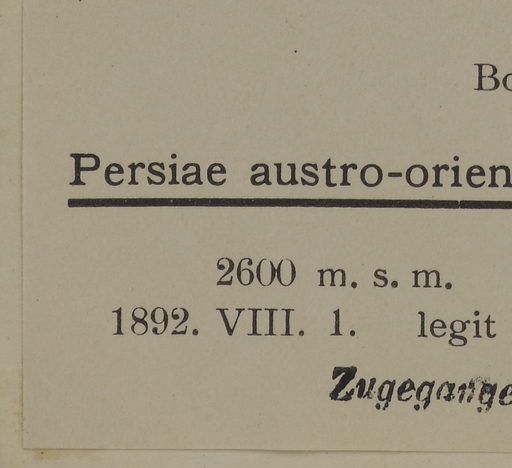 Bo
Persiae austro-orien
2600 m. s. m.
1892. VIII. 1. legit
Zugegange